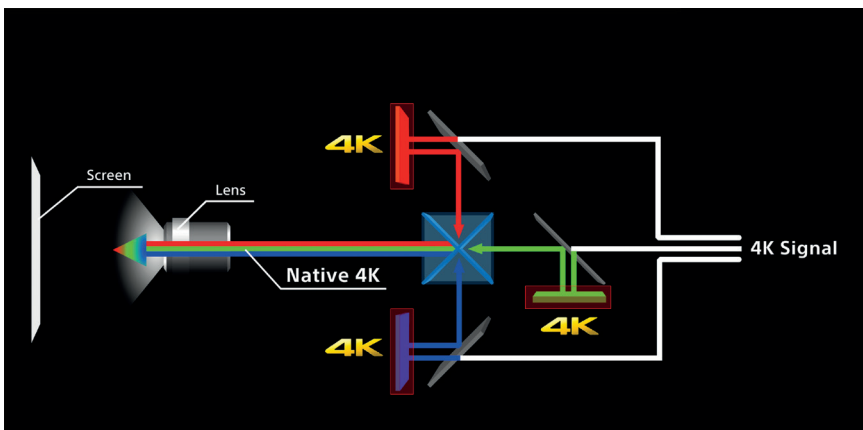 4K
Screen
Lens
4K Signal
Native 4K
4K
4K